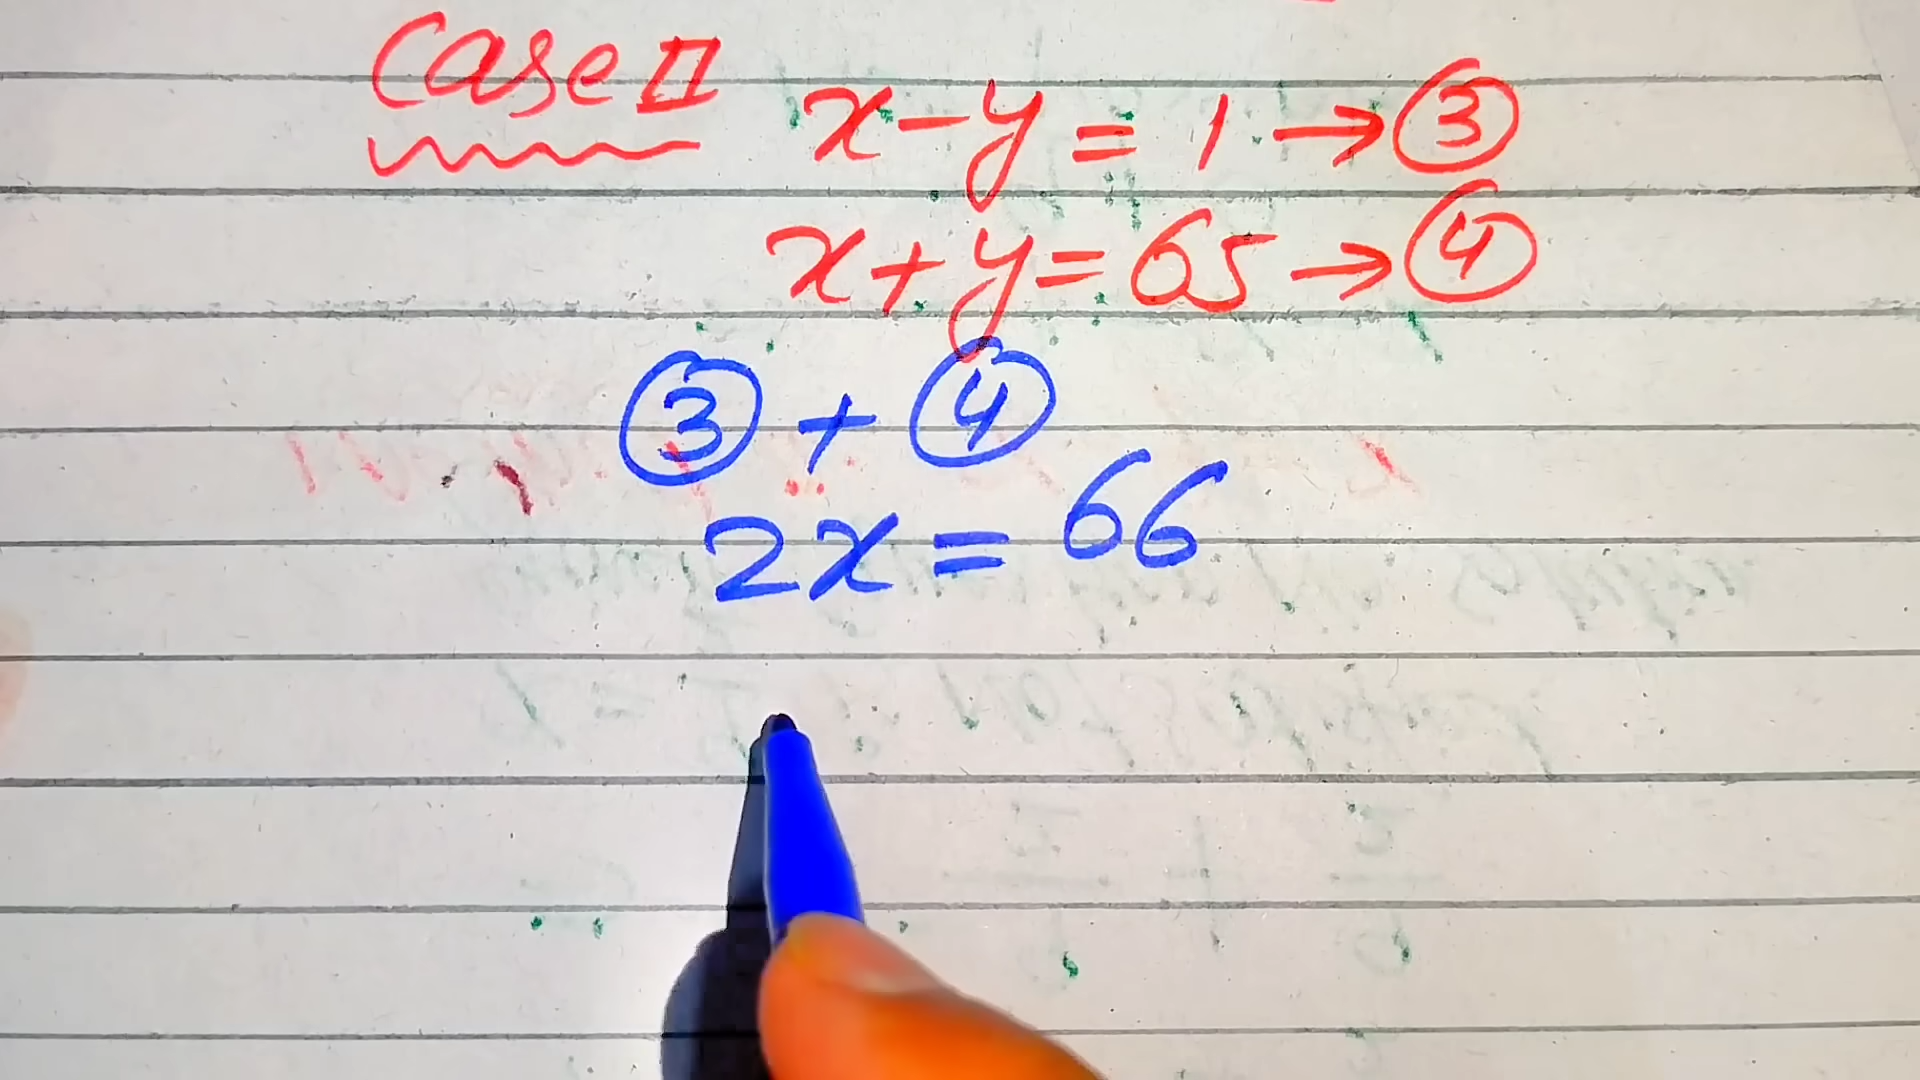 Case II
x-y = 1 → ③
x+y = 65 → ④
③ + ④
2x = 66